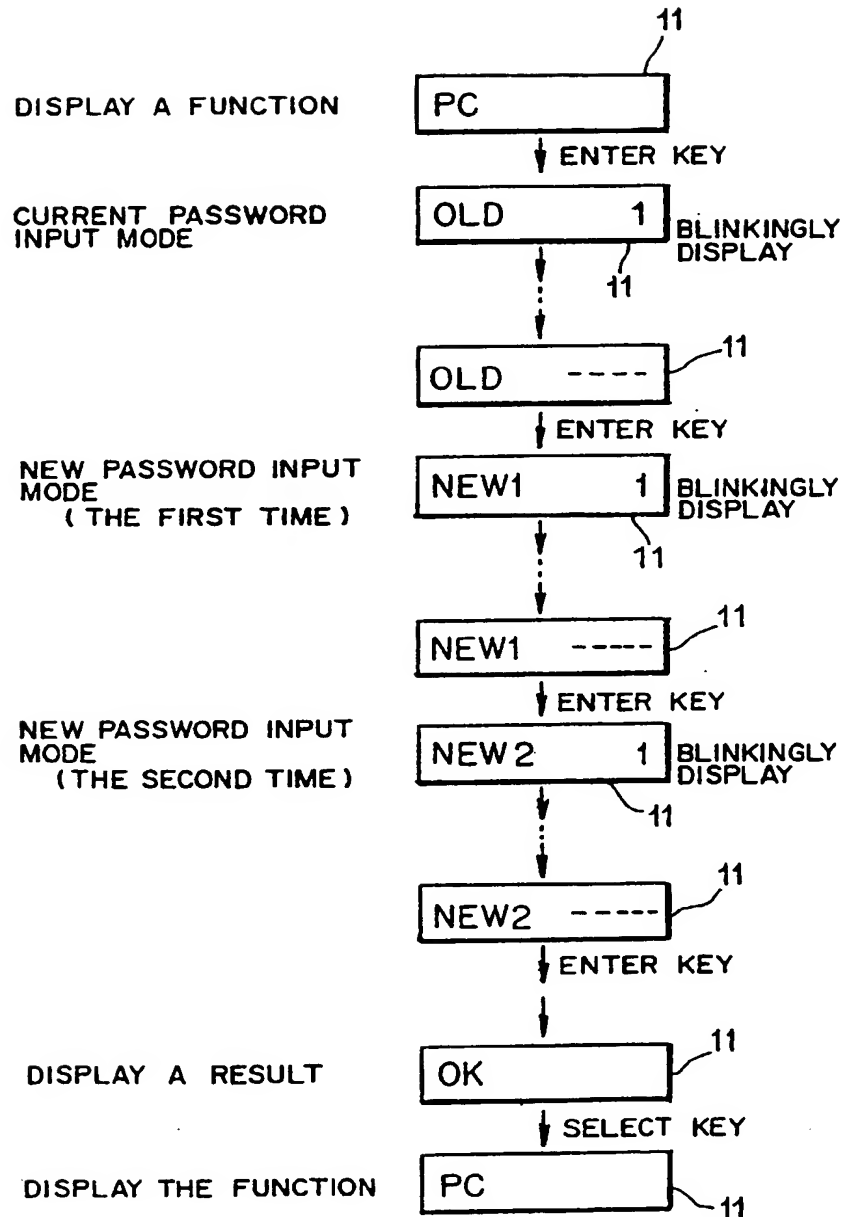 11
DISPLAY A FUNCTION
PC
ENTER KEY
CURRENT PASSWORD
INPUT MODE
OLD 1
BLINKINGLY
DISPLAY
11
OLD ----
11
ENTER KEY
NEW PASSWORD INPUT
MODE
(THE FIRST TIME)
NEW1 1
BLINKINGLY
DISPLAY
11
NEW1 -----
11
ENTER KEY
NEW PASSWORD INPUT
MODE
(THE SECOND TIME)
NEW2 1
BLINKINGLY
DISPLAY
11
NEW2 -----
11
ENTER KEY
DISPLAY A RESULT
OK
11
SELECT KEY
DISPLAY THE FUNCTION
PC
11